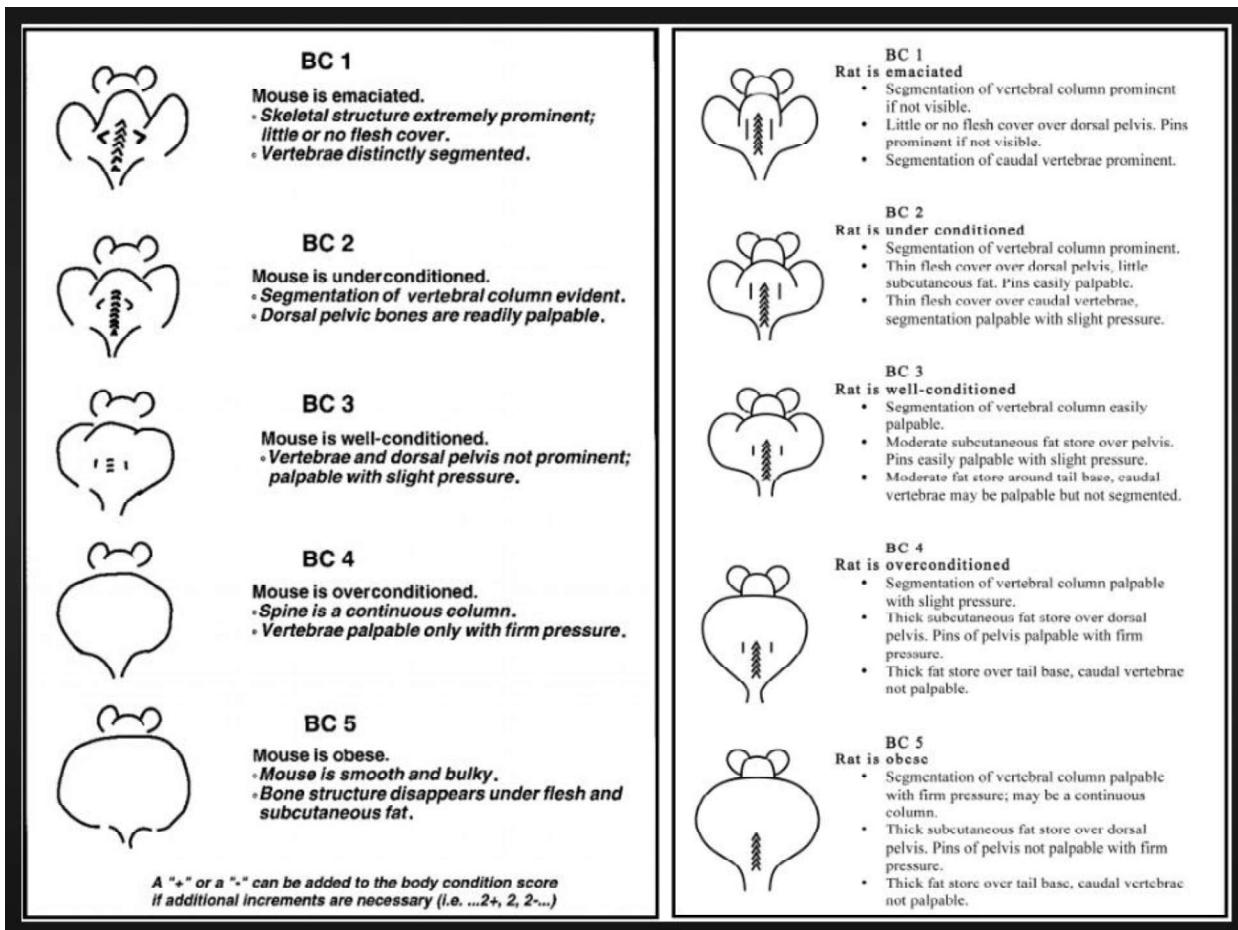 BC 1
Mouse is emaciated.
◦ Skeletal structure extremely prominent;
little or no flesh cover.
◦ Vertebrae distinctly segmented.
BC 2
Mouse is underconditioned.
◦ Segmentation of vertebral column evident.
◦ Dorsal pelvic bones are readily palpable.
BC 3
Mouse is well-conditioned.
◦ Vertebrae and dorsal pelvis not prominent;
palpable with slight pressure.
BC 4
Mouse is overconditioned.
◦ Spine is a continuous column.
◦ Vertebrae palpable only with firm pressure.
BC 5
Mouse is obese.
◦ Mouse is smooth and bulky.
◦ Bone structure disappears under flesh and
subcutaneous fat.
A "+" or a "-" can be added to the body condition score
if additional increments are necessary (i.e. ...2+, 2, 2-...)
BC 1
Rat is emaciated
• Segmentation of vertebral column prominent
if not visible.
• Little or no flesh cover over dorsal pelvis. Pins
prominent if not visible.
• Segmentation of caudal vertebrae prominent.
BC 2
Rat is under conditioned
• Segmentation of vertebral column prominent.
• Thin flesh cover over dorsal pelvis, little
subcutaneous fat. Pins easily palpable.
• Thin flesh cover over caudal vertebrae,
segmentation palpable with slight pressure.
BC 3
Rat is well-conditioned
• Segmentation of vertebral column easily
palpable.
• Moderate subcutaneous fat store over pelvis.
Pins easily palpable with slight pressure.
• Moderate fat store around tail base, caudal
vertebrae may be palpable but not segmented.
BC 4
Rat is overconditioned
• Segmentation of vertebral column palpable
with slight pressure.
• Thick subcutaneous fat store over dorsal
pelvis. Pins of pelvis palpable with firm
pressure.
• Thick fat store over tail base, caudal vertebrae
not palpable.
BC 5
Rat is obese
• Segmentation of vertebral column palpable
with firm pressure; may be a continuous
column.
• Thick subcutaneous fat store over dorsal
pelvis. Pins of pelvis not palpable with firm
pressure.
• Thick fat store over tail base, caudal vertebrae
not palpable.